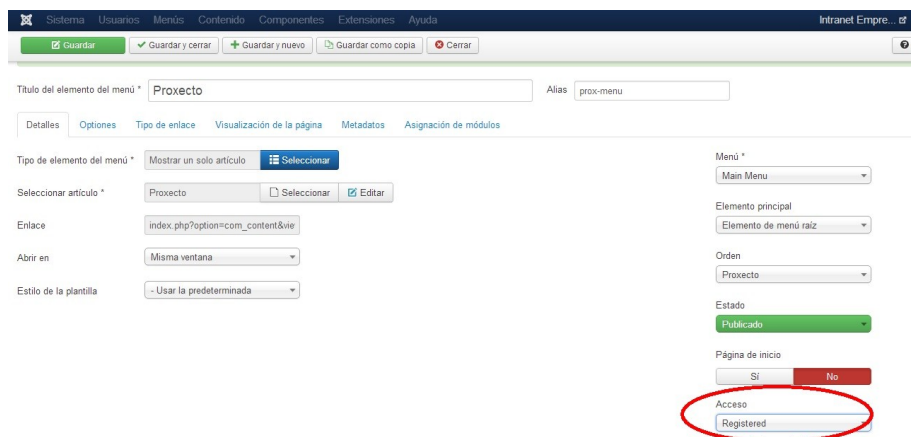 Sistema Usuarios Menús Contenido Componentes Extensiones Ayuda Intranet Empre...
Guardar Guardar y cerrar Guardar y nuevo Guardar como copia Cerrar
Título del elemento del menú * Proxecto Alias prox-menu
Detalles Optiones Tipo de enlace Visualización de la página Metadatos Asignación de módulos
Tipo de elemento del menú * Mostrar un solo artículo Seleccionar
Menú *
Main Menu
Seleccionar artículo * Proxecto Seleccionar Editar
Elemento principal
Elemento de menú raíz
Enlace index.php?option=com_content&vie
Abrir en Misma ventana
Orden
Proxecto
Estilo de la plantilla - Usar la predeterminada
Estado
Publicado
Página de inicio
Sí No
Acceso
Registered